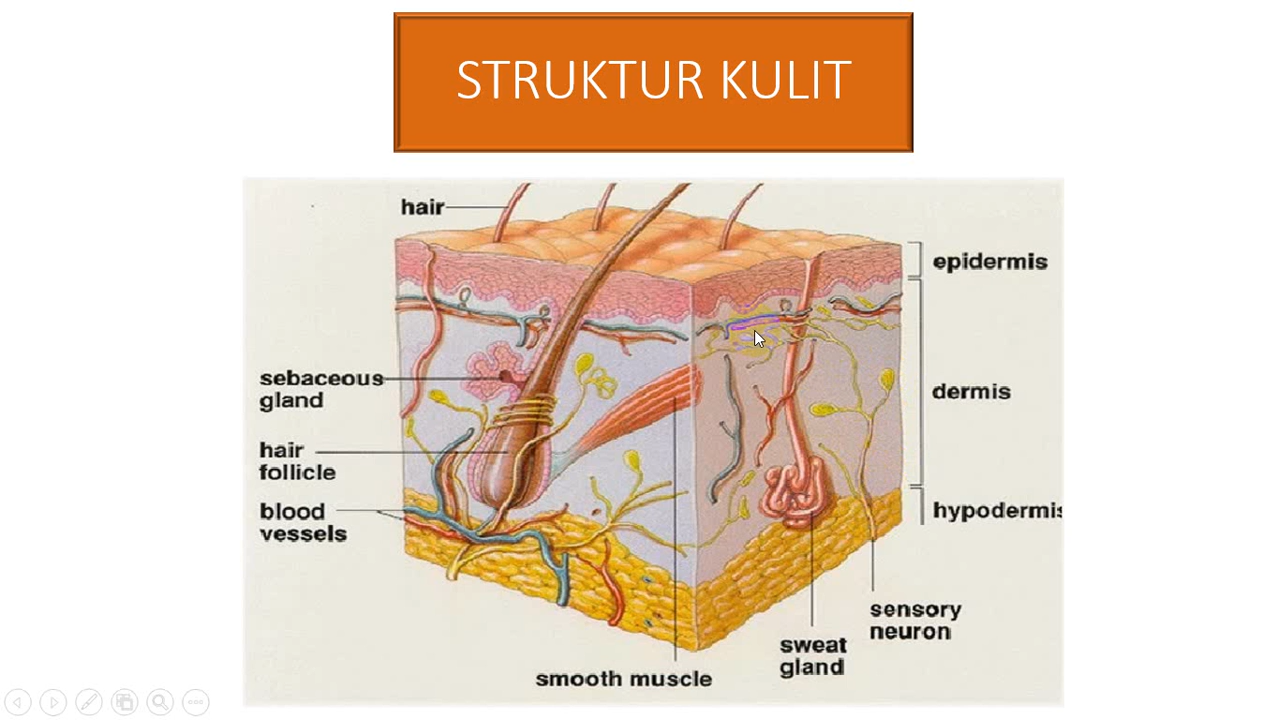 STRUKTUR KULIT
hair
epidermis
sebaceous
gland
dermis
hair
follicle
blood
vessels
hypodermis
sensory
neuron
sweat
gland
smooth muscle